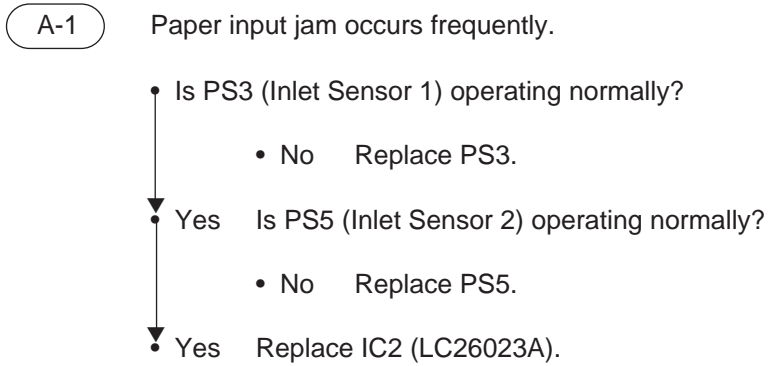 A-1 Paper input jam occurs frequently.
• Is PS3 (Inlet Sensor 1) operating normally?
• No Replace PS3.
• Yes Is PS5 (Inlet Sensor 2) operating normally?
• No Replace PS5.
• Yes Replace IC2 (LC26023A).